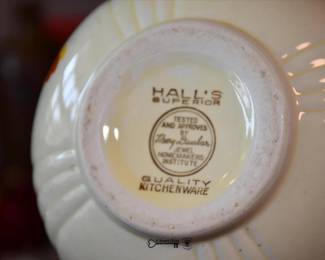 HALL'S
SUPERIOR
TESTED
AND APPROVED
BY
Mary Dunbar
JEWEL
HOMEMAKERS
INSTITUTE
QUALITY
KITCHENWARE